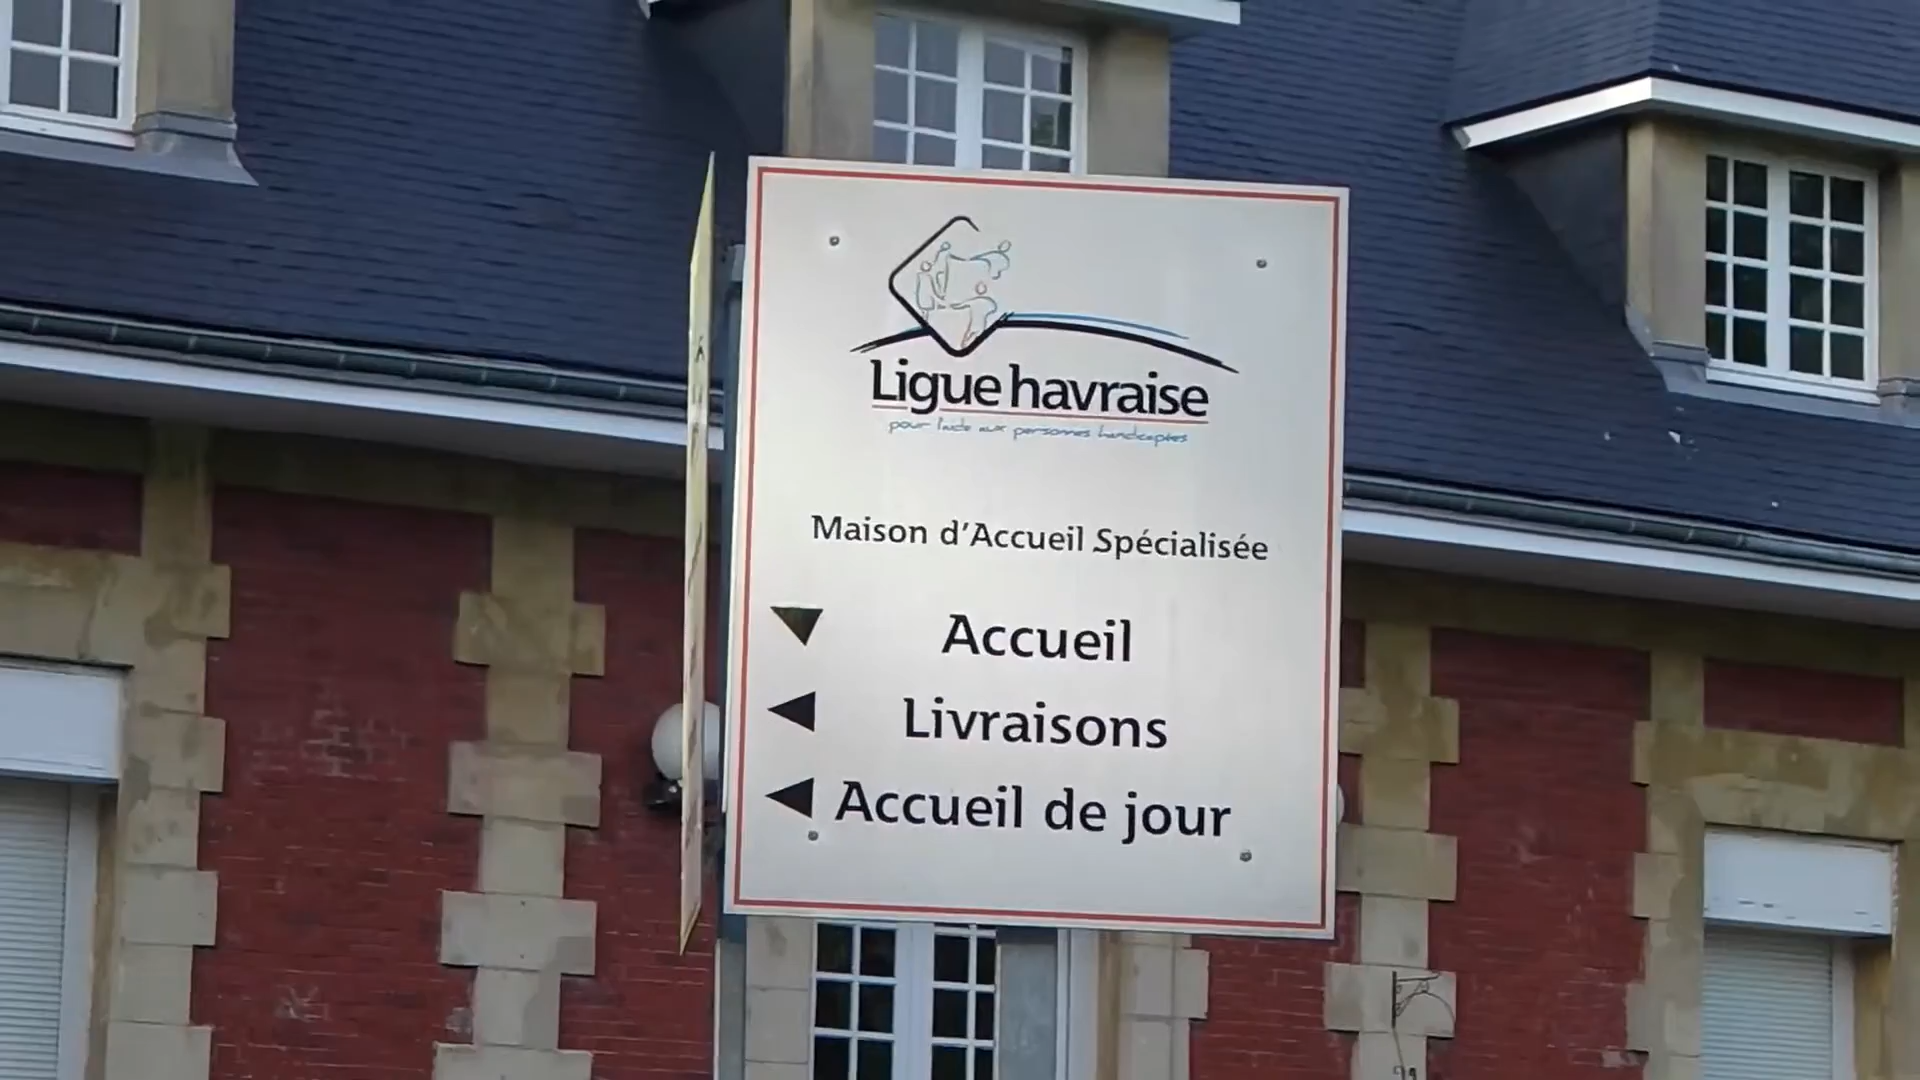 Ligue havraise
pour l'aide aux personnes handicapées
Maison d'Accueil Spécialisée
Accueil
Livraisons
Accueil de jour